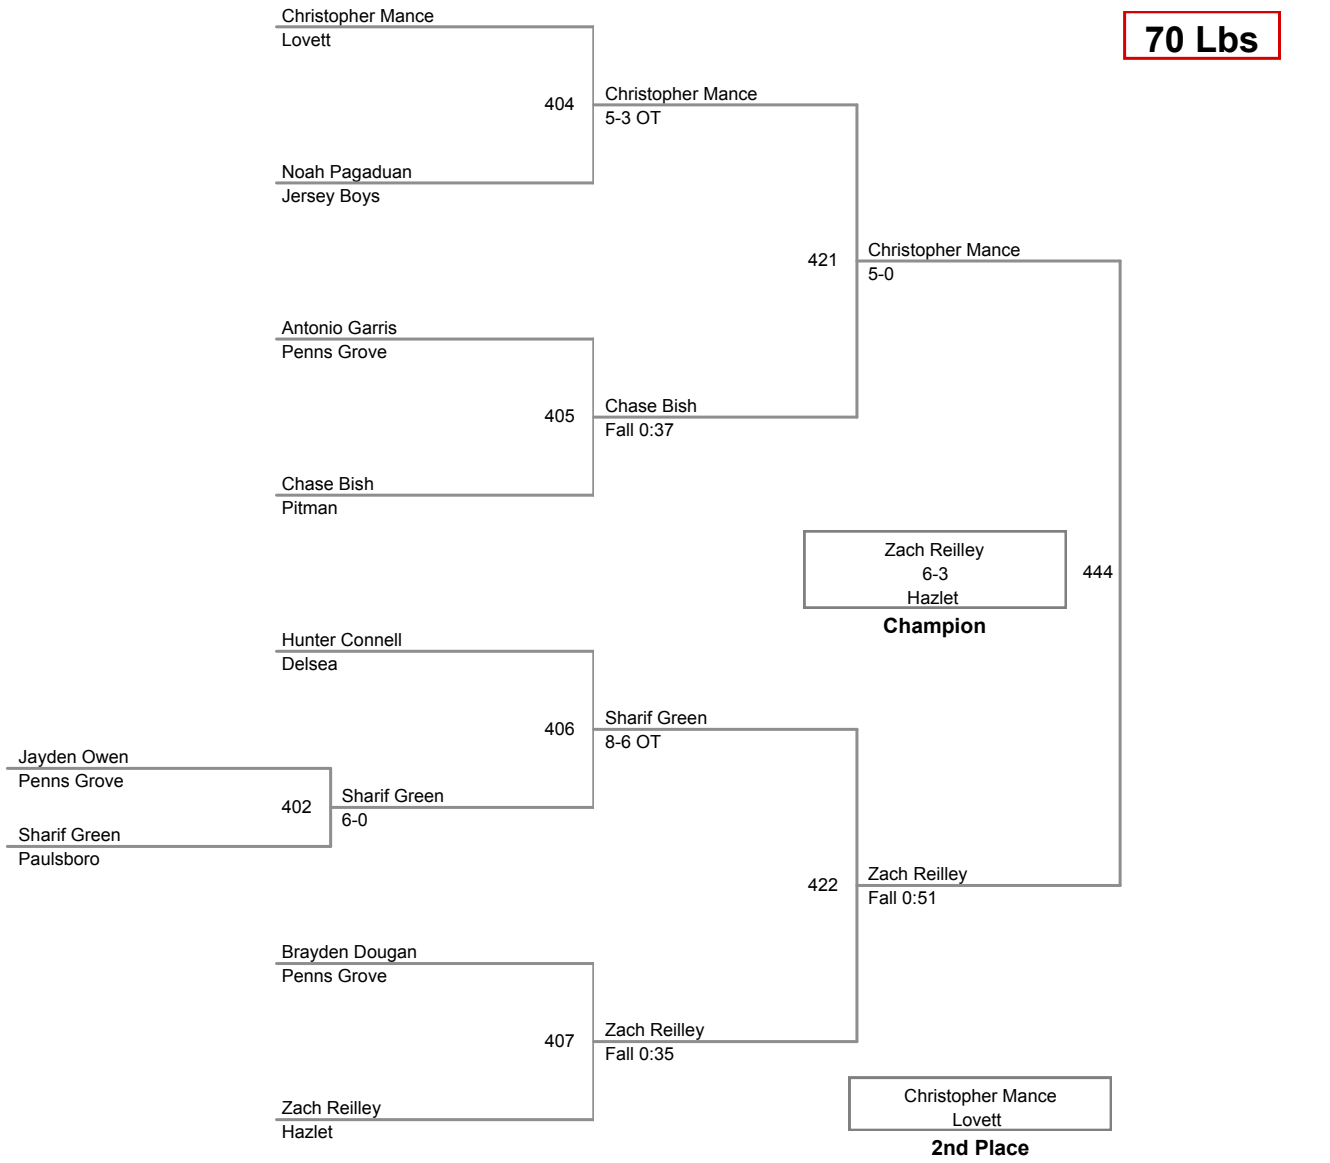 Christopher Mance
Lovett
70 Lbs
404
Christopher Mance
5-3 OT
Noah Pagaduan
Jersey Boys
421
Christopher Mance
5-0
Antonio Garris
Penns Grove
405
Chase Bish
Fall 0:37
Chase Bish
Pitman
Zach Reilley
6-3
Hazlet
Champion
444
Hunter Connell
Delsea
406
Sharif Green
8-6 OT
Jayden Owen
Penns Grove
402
Sharif Green
6-0
Sharif Green
Paulsboro
422
Zach Reilley
Fall 0:51
Brayden Dougan
Penns Grove
407
Zach Reilley
Fall 0:35
Zach Reilley
Hazlet
Christopher Mance
Lovett
2nd Place